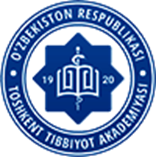 O'ZBEKISTON RESPUBLIKASI
19 20
TOSHKENT TIBBIYOT AKADEMIYASI